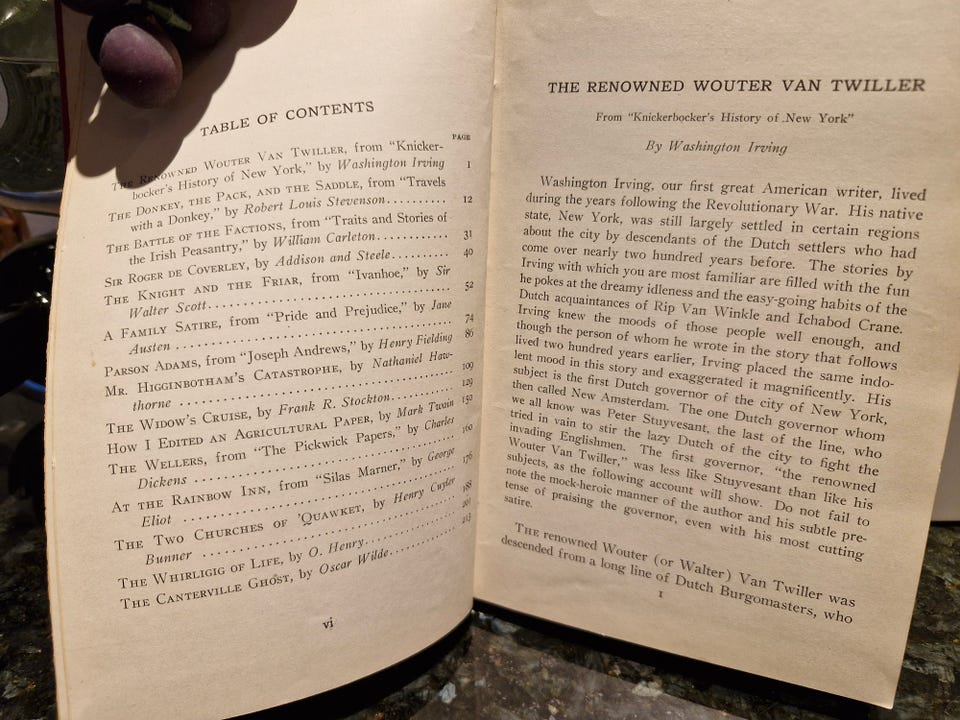 TABLE OF CONTENTS
PAGE
THE RENOWNED WOUTER VAN TWILLER, from "Knicker-
bocker's History of New York," by Washington Irving 1
THE DONKEY, THE PACK, AND THE SADDLE, from "Travels
with a Donkey," by Robert Louis Stevenson.......... 12
THE BATTLE OF THE FACTIONS, from "Traits and Stories of
the Irish Peasantry," by William Carleton........... 31
SIR ROGER DE COVERLEY, by Addison and Steele......... 40
THE KNIGHT AND THE FRIAR, from "Ivanhoe," by Sir
Walter Scott.................................... 52
A FAMILY SATIRE, from "Pride and Prejudice," by Jane
Austen ....................................... 74
PARSON ADAMS, from "Joseph Andrews," by Henry Fielding 86
MR. HIGGINBOTHAM'S CATASTROPHE, by Nathaniel Haw-
thorne ....................................... 109
THE WIDOW'S CRUISE, by Frank R. Stockton............ 129
HOW I EDITED AN AGRICULTURAL PAPER, by Mark Twain 150
THE WELLERS, from "The Pickwick Papers," by Charles
Dickens ...................................... 160
AT THE RAINBOW INN, from "Silas Marner," by George
Eliot ........................................ 176
THE TWO CHURCHES OF 'QUAWKET, by Henry Cuyler
Bunner ....................................... 188
THE WHIRLIGIG OF LIFE, by O. Henry.................. 201
THE CANTERVILLE GHOST, by Oscar Wilde............... 213
vi
THE RENOWNED WOUTER VAN TWILLER
From "Knickerbocker's History of New York"
By Washington Irving
Washington Irving, our first great American writer, lived
during the years following the Revolutionary War. His native
state, New York, was still largely settled in certain regions
about the city by descendants of the Dutch settlers who had
come over nearly two hundred years before. The stories by
Irving with which you are most familiar are filled with the fun
he pokes at the dreamy idleness and the easy-going habits of the
Dutch acquaintances of Rip Van Winkle and Ichabod Crane.
Irving knew the moods of those people well enough, and
though the person of whom he wrote in the story that follows
lived two hundred years earlier, Irving placed the same indo-
lent mood in this story and exaggerated it magnificently. His
subject is the first Dutch governor of the city of New York,
then called New Amsterdam. The one Dutch governor whom
we all know was Peter Stuyvesant, the last of the line, who
tried in vain to stir the lazy Dutch of the city to fight the
invading Englishmen. The first governor, "the renowned
Wouter Van Twiller," was less like Stuyvesant than like his
subjects, as the following account will show. Do not fail to
note the mock-heroic manner of the author and his subtle pre-
tense of praising the governor, even with his most cutting
satire.
THE renowned Wouter (or Walter) Van Twiller was
descended from a long line of Dutch Burgomasters, who
1